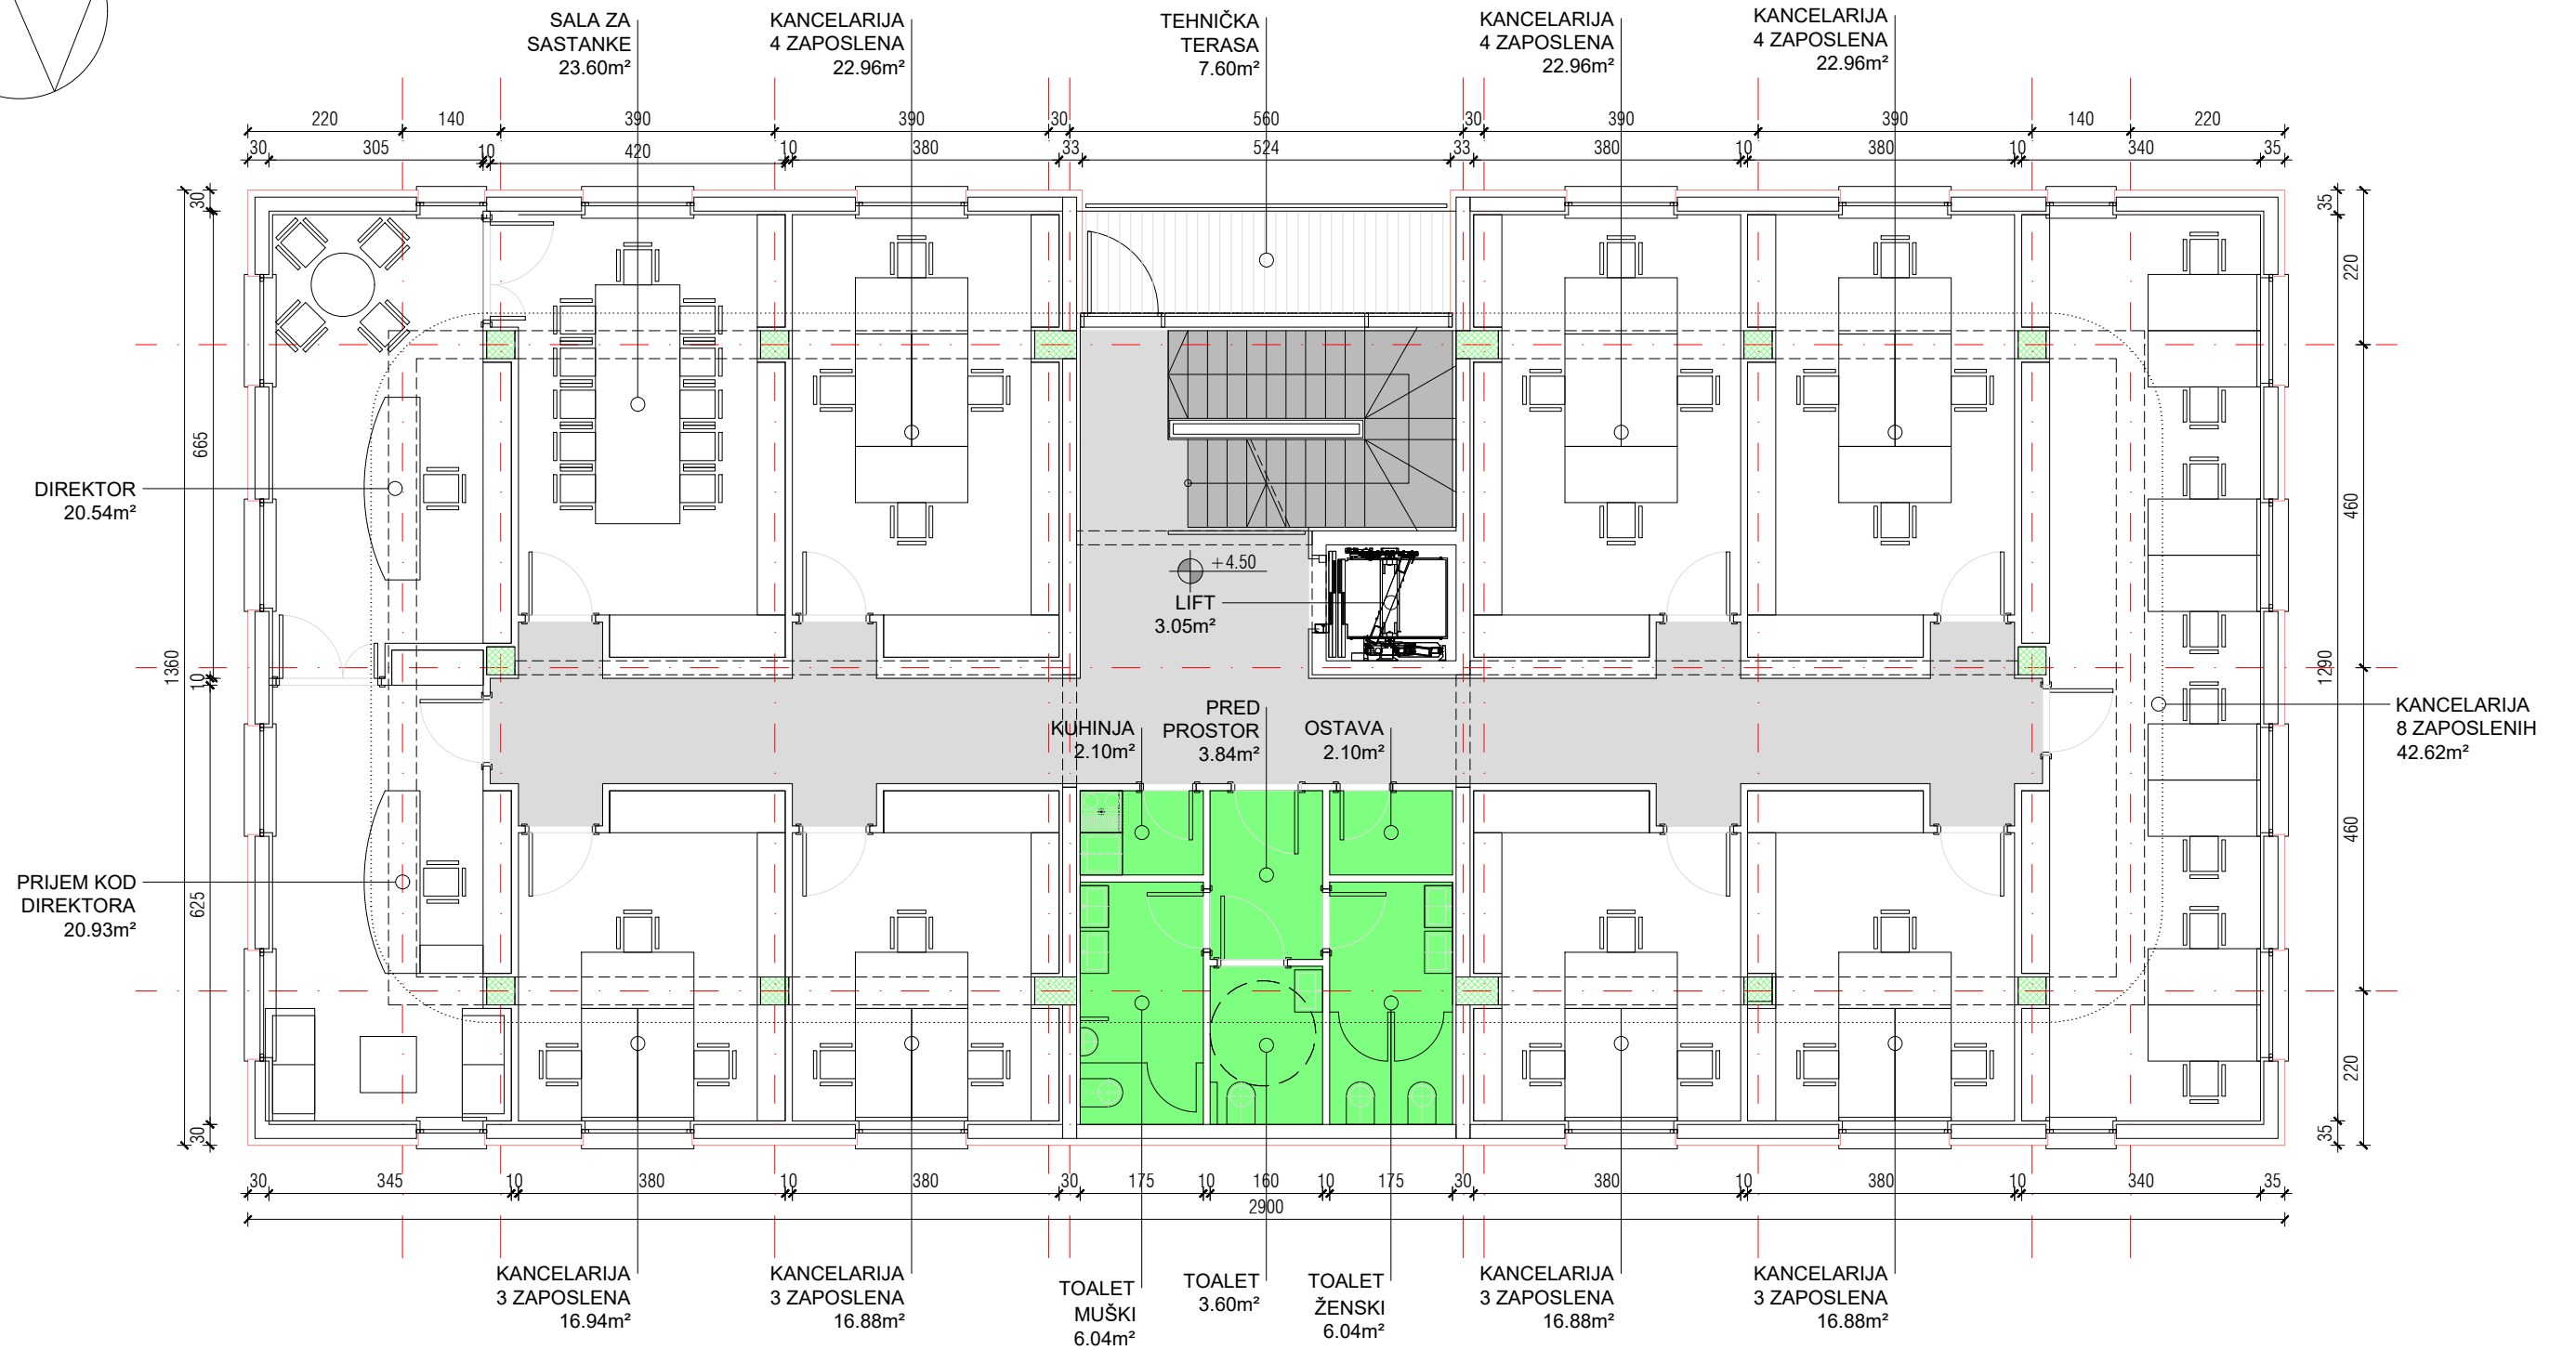 SALA ZA
SASTANKE
23.60m²
KANCELARIJA
4 ZAPOSLENA
22.96m²
TEHNIČKA
TERASA
7.60m²
KANCELARIJA
4 ZAPOSLENA
22.96m²
KANCELARIJA
4 ZAPOSLENA
22.96m²
220 140 390 390 30 560 30 390 390 140 220
30 305 10 420 10 380 33 524 33 380 10 380 10 340 35
30
665
10
625
30
1360
35
1290
35
220
460
460
220
DIREKTOR
20.54m²
+4.50
LIFT
3.05m²
KUHINJA
2.10m²
PRED
PROSTOR
3.84m²
OSTAVA
2.10m²
KANCELARIJA
8 ZAPOSLENIH
42.62m²
PRIJEM KOD
DIREKTORA
20.93m²
30 345 10 380 10 380 30 175 10 160 10 175 30 380 10 380 10 340 35
2900
KANCELARIJA
3 ZAPOSLENA
16.94m²
KANCELARIJA
3 ZAPOSLENA
16.88m²
TOALET
MUŠKI
6.04m²
TOALET
3.60m²
TOALET
ŽENSKI
6.04m²
KANCELARIJA
3 ZAPOSLENA
16.88m²
KANCELARIJA
3 ZAPOSLENA
16.88m²